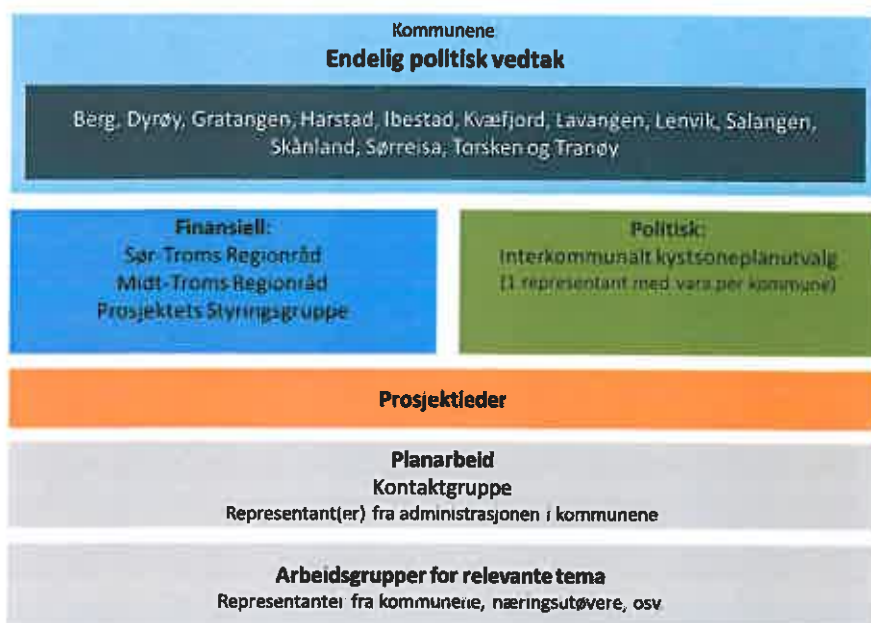 Kommunene
Endelig politisk vedtak
Berg, Dyrøy, Gratangen, Harstad, Ibestad, Kvæfjord, Lavangen, Lenvik, Salangen,
Skånland, Sørreisa, Torsken og Tranøy
Finansiell:
Sør-Troms Regionråd
Midt-Troms Regionråd
Prosjektets Styringsgruppe
Politisk:
Interkommunalt kystsoneplanutvalg
(1 representant med vara per kommune)
Prosjektleder
Planarbeid
Kontaktgruppe
Representant(er) fra administrasjonen i kommunene
Arbeidsgrupper for relevante tema
Representanter fra kommunene, næringsutøvere, osv